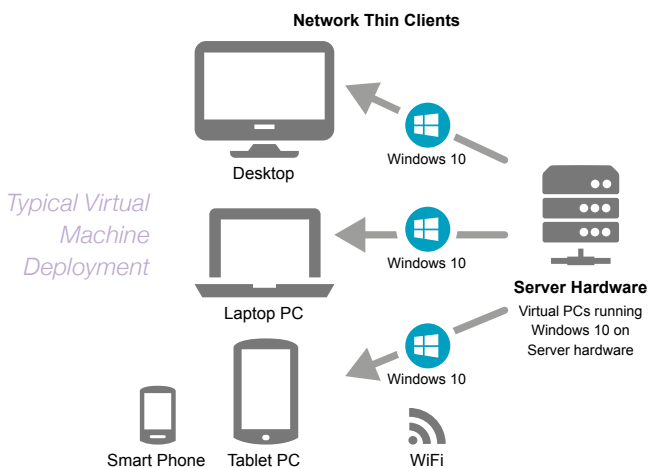 Network Thin Clients
Windows 10
Desktop
Typical Virtual
Machine
Deployment
Windows 10
Laptop PC
Server Hardware
Virtual PCs running
Windows 10 on
Server hardware
Windows 10
Smart Phone
Tablet PC
WiFi